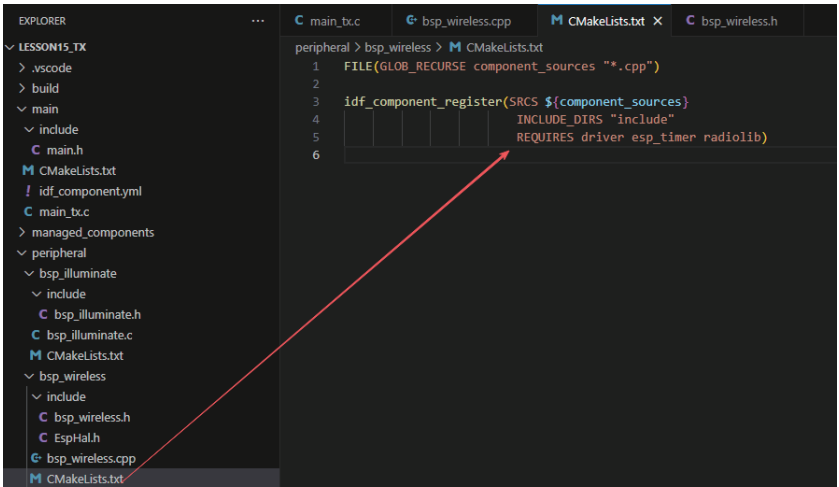 EXPLORER ...
LESSON15_TX
.vscode
build
main
include
C main.h
M CMakeLists.txt
! idf_component.yml
C main_tx.c
managed_components
peripheral
bsp_illuminate
include
C bsp_illuminate.h
C bsp_illuminate.c
M CMakeLists.txt
bsp_wireless
include
C bsp_wireless.h
C EspHal.h
G+ bsp_wireless.cpp
M CMakeLists.txt
C main_tx.c G+ bsp_wireless.cpp M CMakeLists.txt × C bsp_wireless.h
peripheral > bsp_wireless > M CMakeLists.txt
1 FILE(GLOB_RECURSE component_sources "*.cpp")
2
3 idf_component_register(SRCS ${component_sources}
4 INCLUDE_DIRS "include"
5 REQUIRES driver esp_timer radiolib)
6